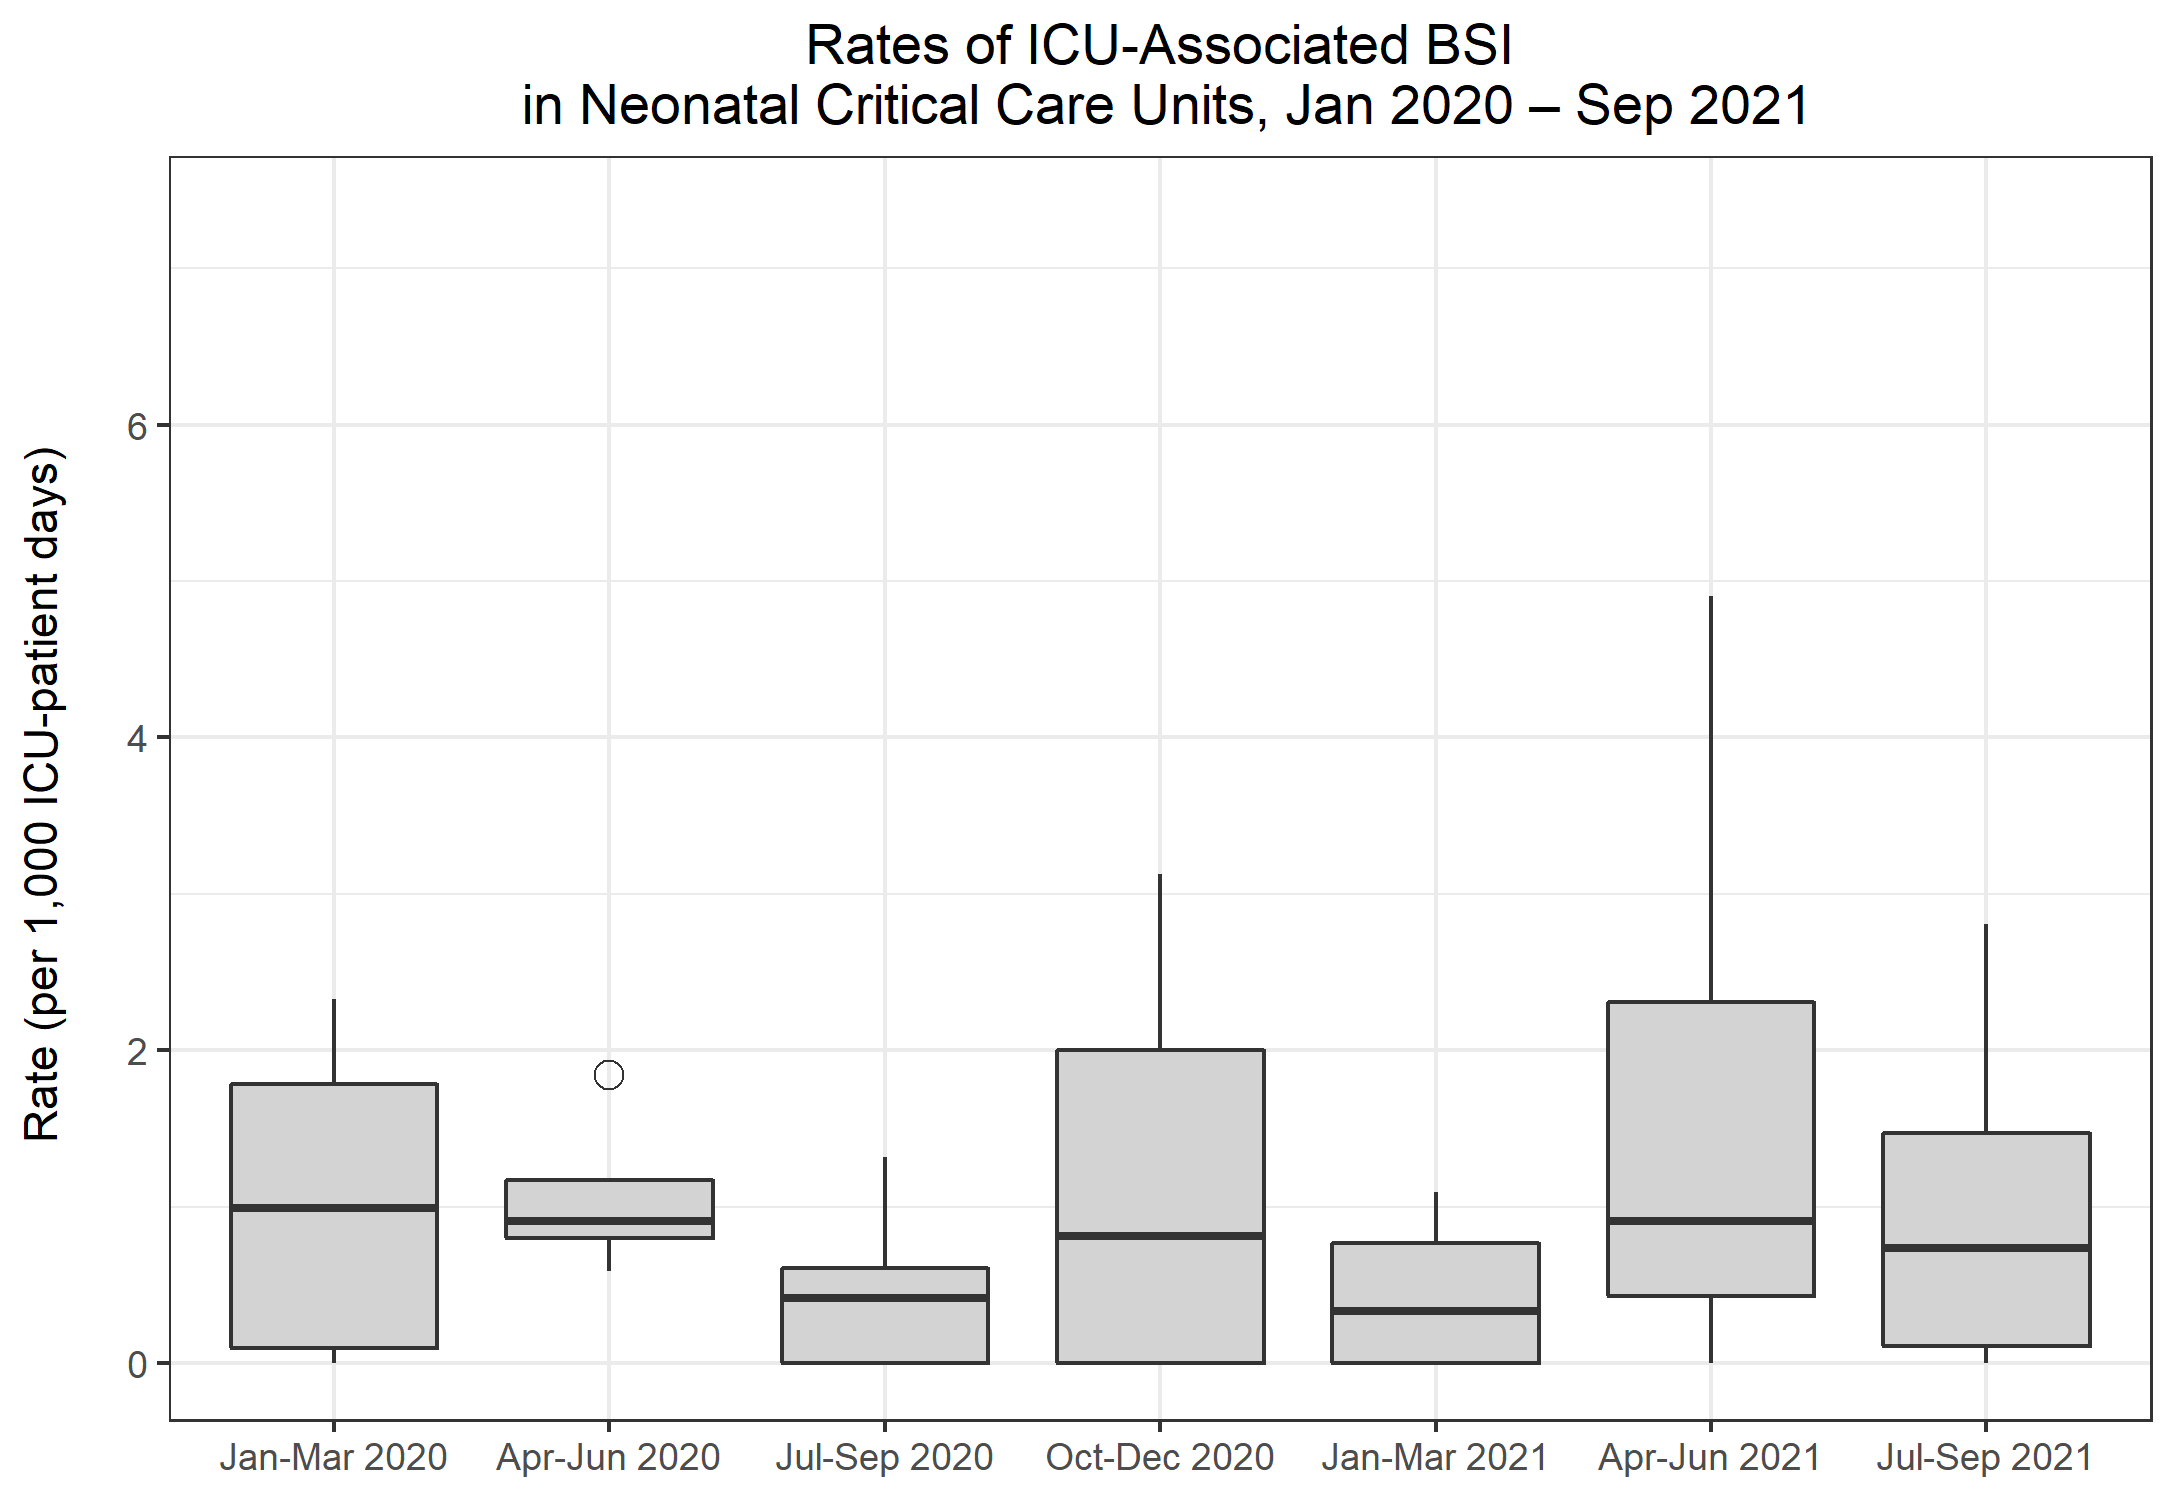 Rates of ICU-Associated BSI
in Neonatal Critical Care Units, Jan 2020 – Sep 2021
Rate (per 1,000 ICU-patient days)
6
4
2
0
Jan-Mar 2020
Apr-Jun 2020
Jul-Sep 2020
Oct-Dec 2020
Jan-Mar 2021
Apr-Jun 2021
Jul-Sep 2021